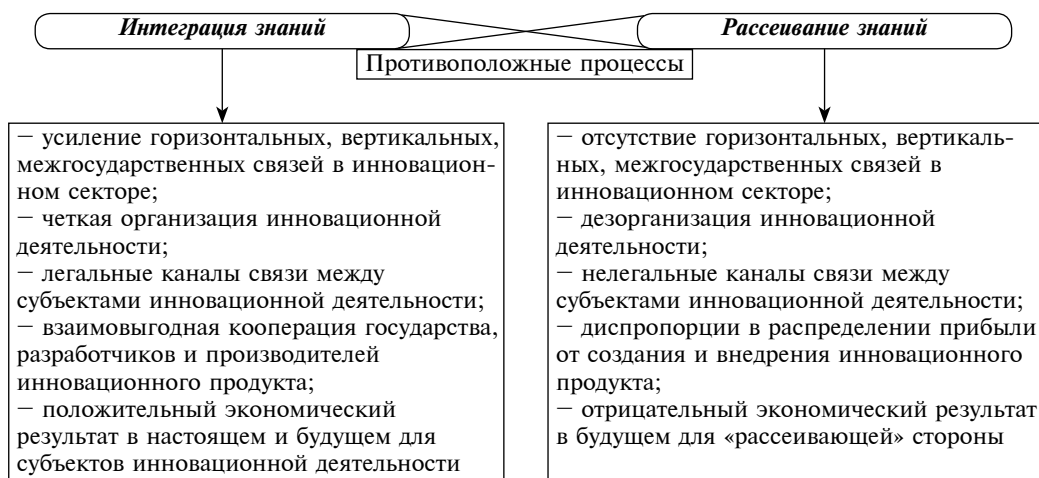 Интеграция знаний
Рассеивание знаний
Противоположные процессы
− усиление горизонтальных, вертикальных,
межгосударственных связей в инновацион-
ном секторе;
− четкая организация инновационной
деятельности;
− легальные каналы связи между
субъектами инновационной деятельности;
− взаимовыгодная кооперация государства,
разработчиков и производителей
инновационного продукта;
− положительный экономический
результат в настоящем и будущем для
субъектов инновационной деятельности
− отсутствие горизонтальных, вертикаль-
ных, межгосударственных связей в
инновационном секторе;
− дезорганизация инновационной
деятельности;
− нелегальные каналы связи между
субъектами инновационной деятельности;
− диспропорции в распределении прибыли
от создания и внедрения инновационного
продукта;
− отрицательный экономический результат
в будущем для «рассеивающей» стороны